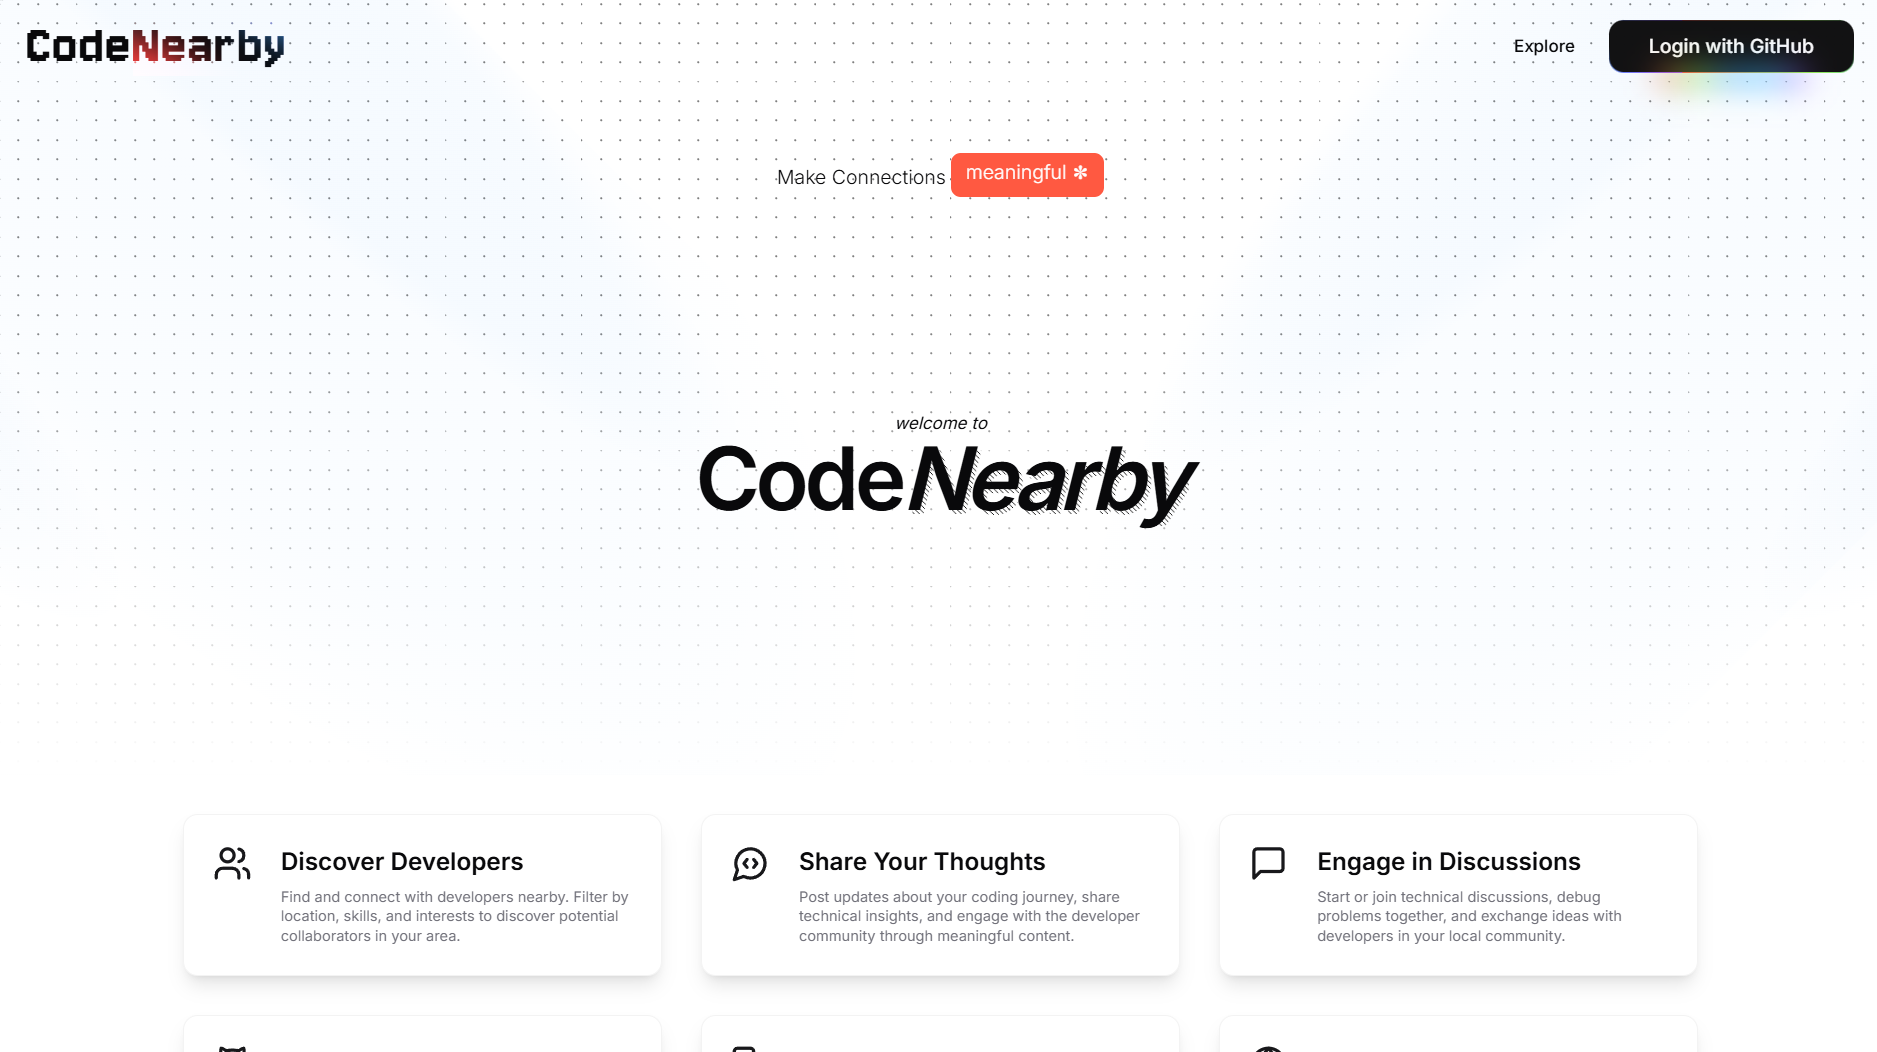 CodeNearby
Explore
Login with GitHub
Make Connections meaningful ✻
welcome to
CodeNearby
Discover Developers
Find and connect with developers nearby. Filter by
location, skills, and interests to discover potential
collaborators in your area.
Share Your Thoughts
Post updates about your coding journey, share
technical insights, and engage with the developer
community through meaningful content.
Engage in Discussions
Start or join technical discussions, debug
problems together, and exchange ideas with
developers in your local community.